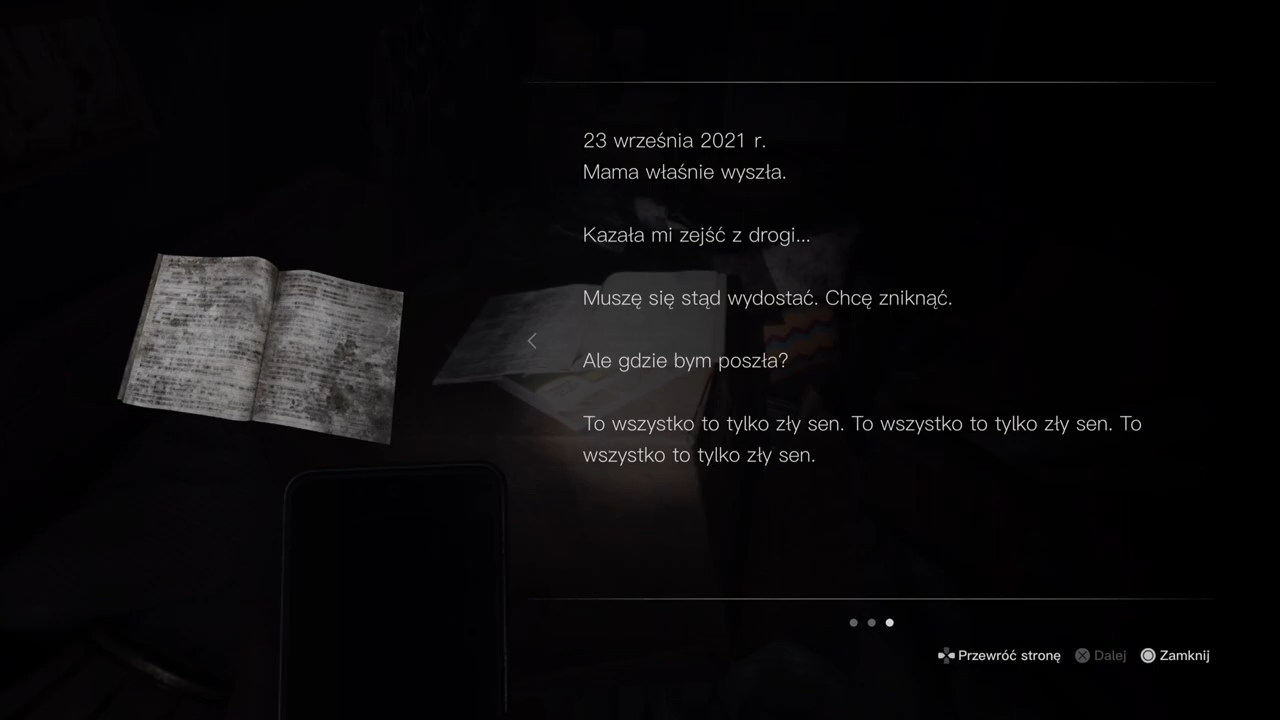 23 września 2021 r.
Mama właśnie wyszła.
Kazała mi zejść z drogi...
Muszę się stąd wydostać. Chcę zniknąć.
Ale gdzie bym poszła?
To wszystko to tylko zły sen. To wszystko to tylko zły sen. To
wszystko to tylko zły sen.
Przewróć stronę Dalej Zamknij